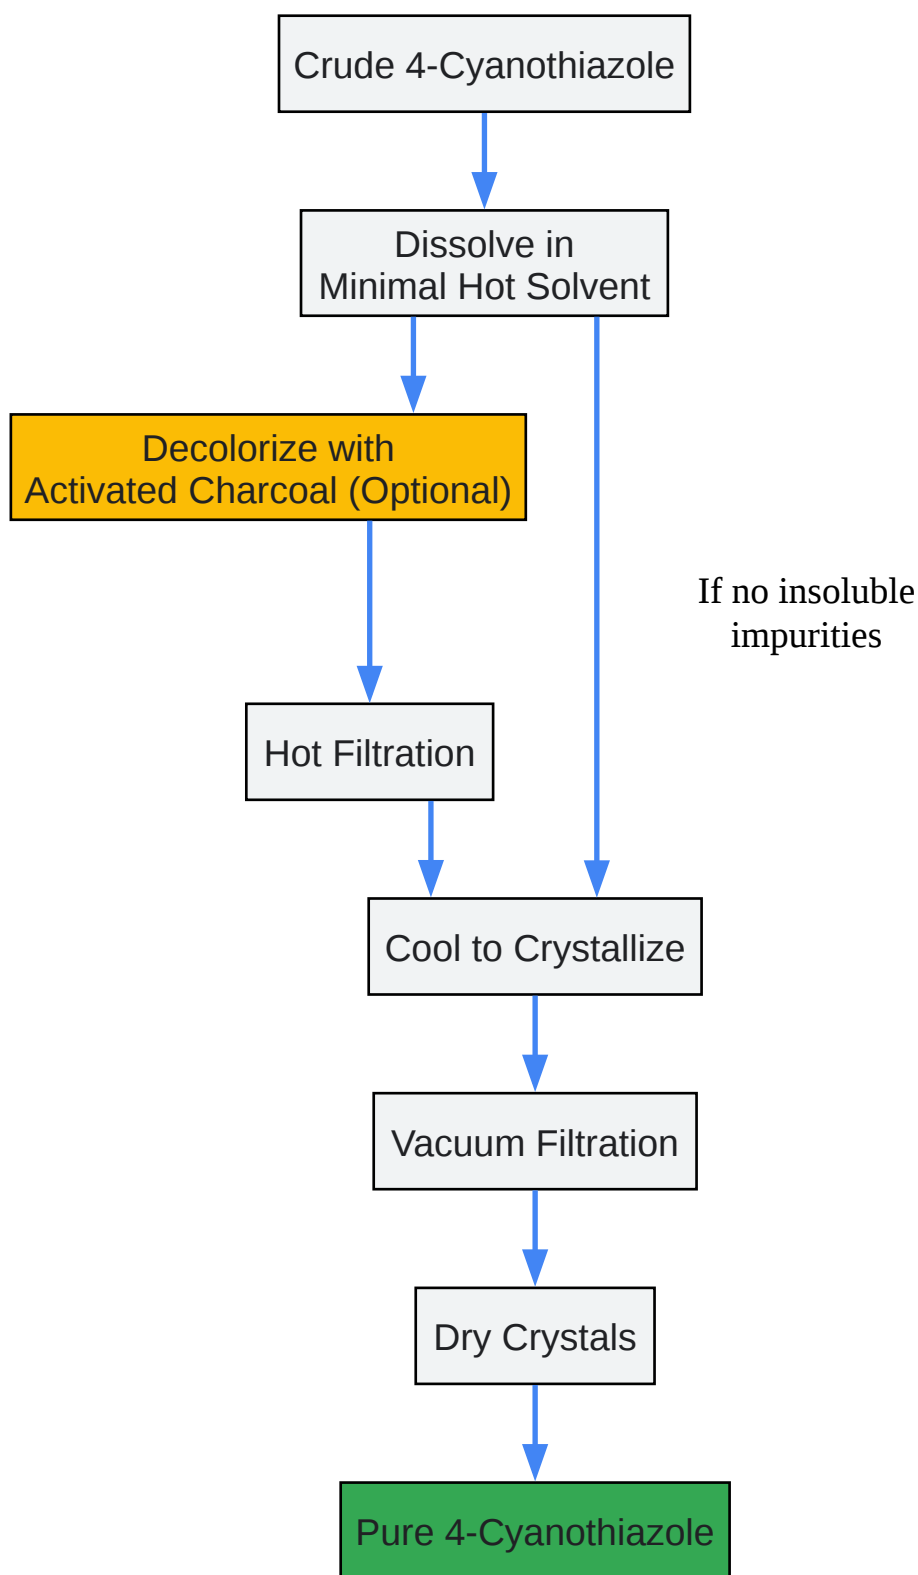 Crude 4-Cyanothiazole
Dissolve in
Minimal Hot Solvent
Decolorize with
Activated Charcoal (Optional)
If no insoluble
impurities
Hot Filtration
Cool to Crystallize
Vacuum Filtration
Dry Crystals
Pure 4-Cyanothiazole